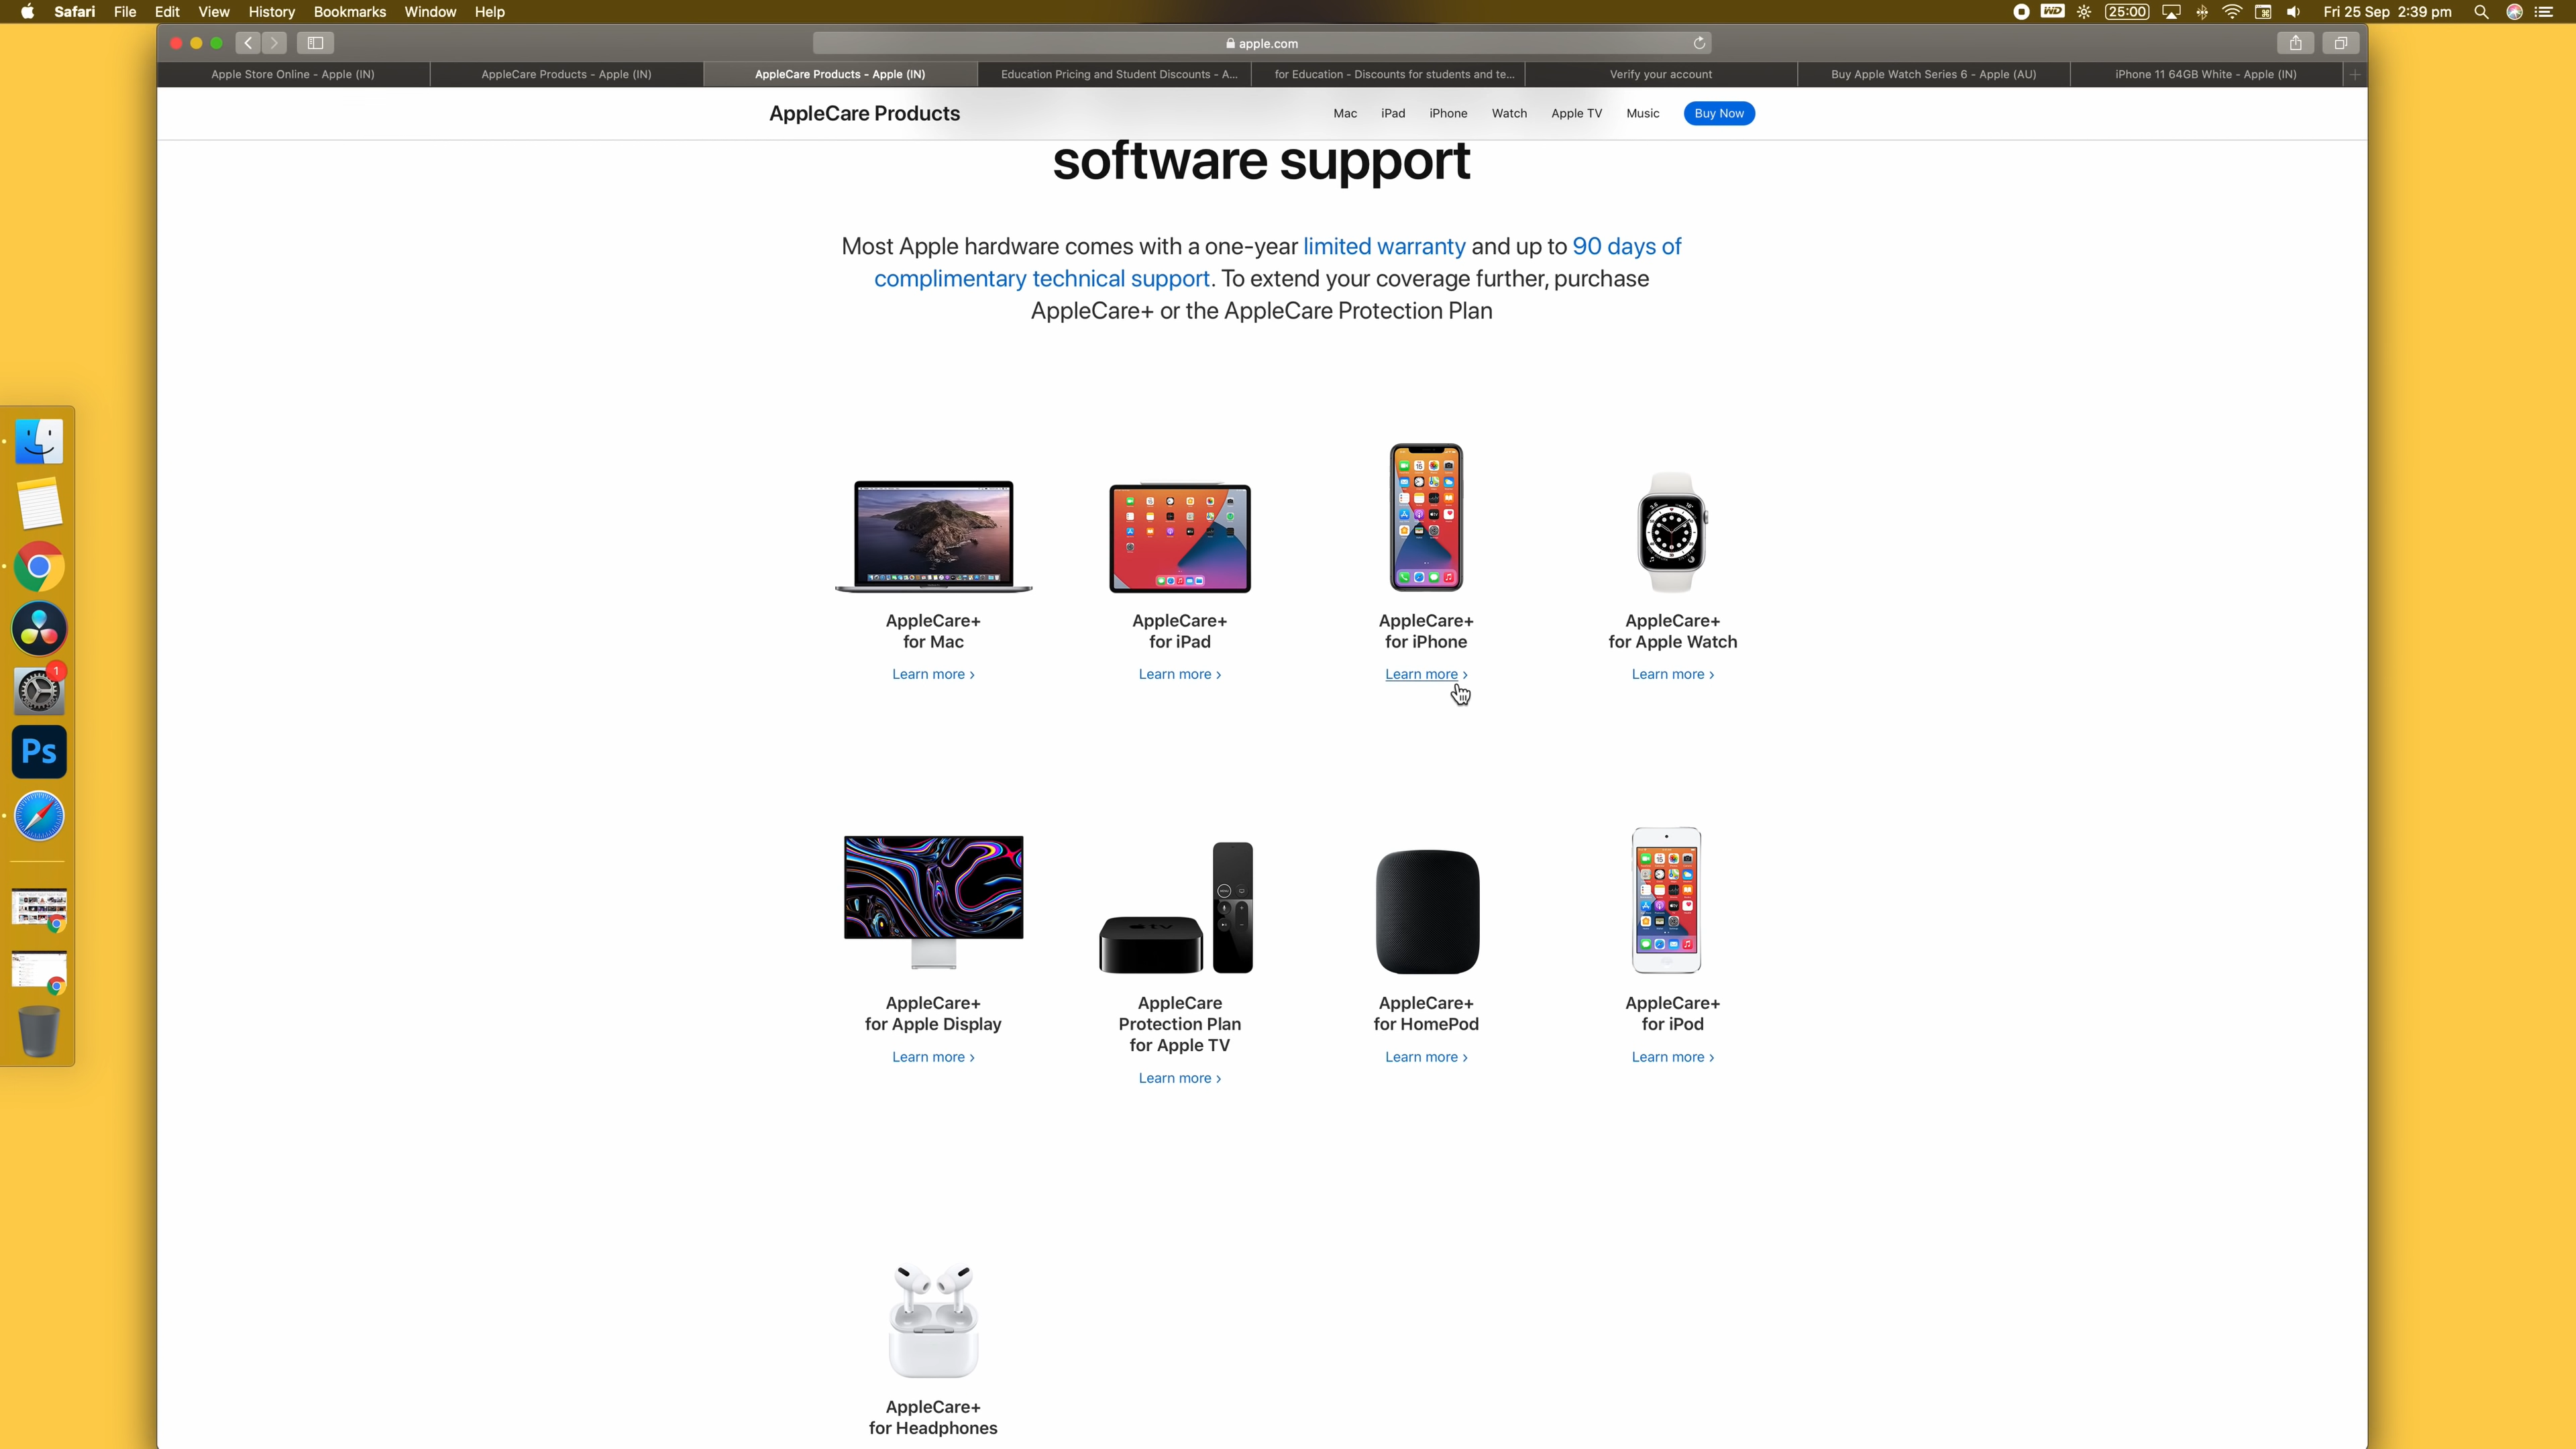 Safari File Edit View History Bookmarks Window Help
WD 25:00 Fri 25 Sep 2:39 pm
apple.com
Apple Store Online - Apple (IN)
AppleCare Products - Apple (IN)
AppleCare Products - Apple (IN)
Education Pricing and Student Discounts - A...
for Education - Discounts for students and te...
Verify your account
Buy Apple Watch Series 6 - Apple (AU)
iPhone 11 64GB White - Apple (IN)
AppleCare Products
Mac iPad iPhone Watch Apple TV Music Buy Now
software support
Most Apple hardware comes with a one-year limited warranty and up to 90 days of
complimentary technical support. To extend your coverage further, purchase
AppleCare+ or the AppleCare Protection Plan
AppleCare+
for Mac
Learn more ›
AppleCare+
for iPad
Learn more ›
AppleCare+
for iPhone
Learn more ›
AppleCare+
for Apple Watch
Learn more ›
AppleCare+
for Apple Display
Learn more ›
tv
AppleCare
Protection Plan
for Apple TV
Learn more ›
AppleCare+
for HomePod
Learn more ›
AppleCare+
for iPod
Learn more ›
AppleCare+
for Headphones
1
Ps